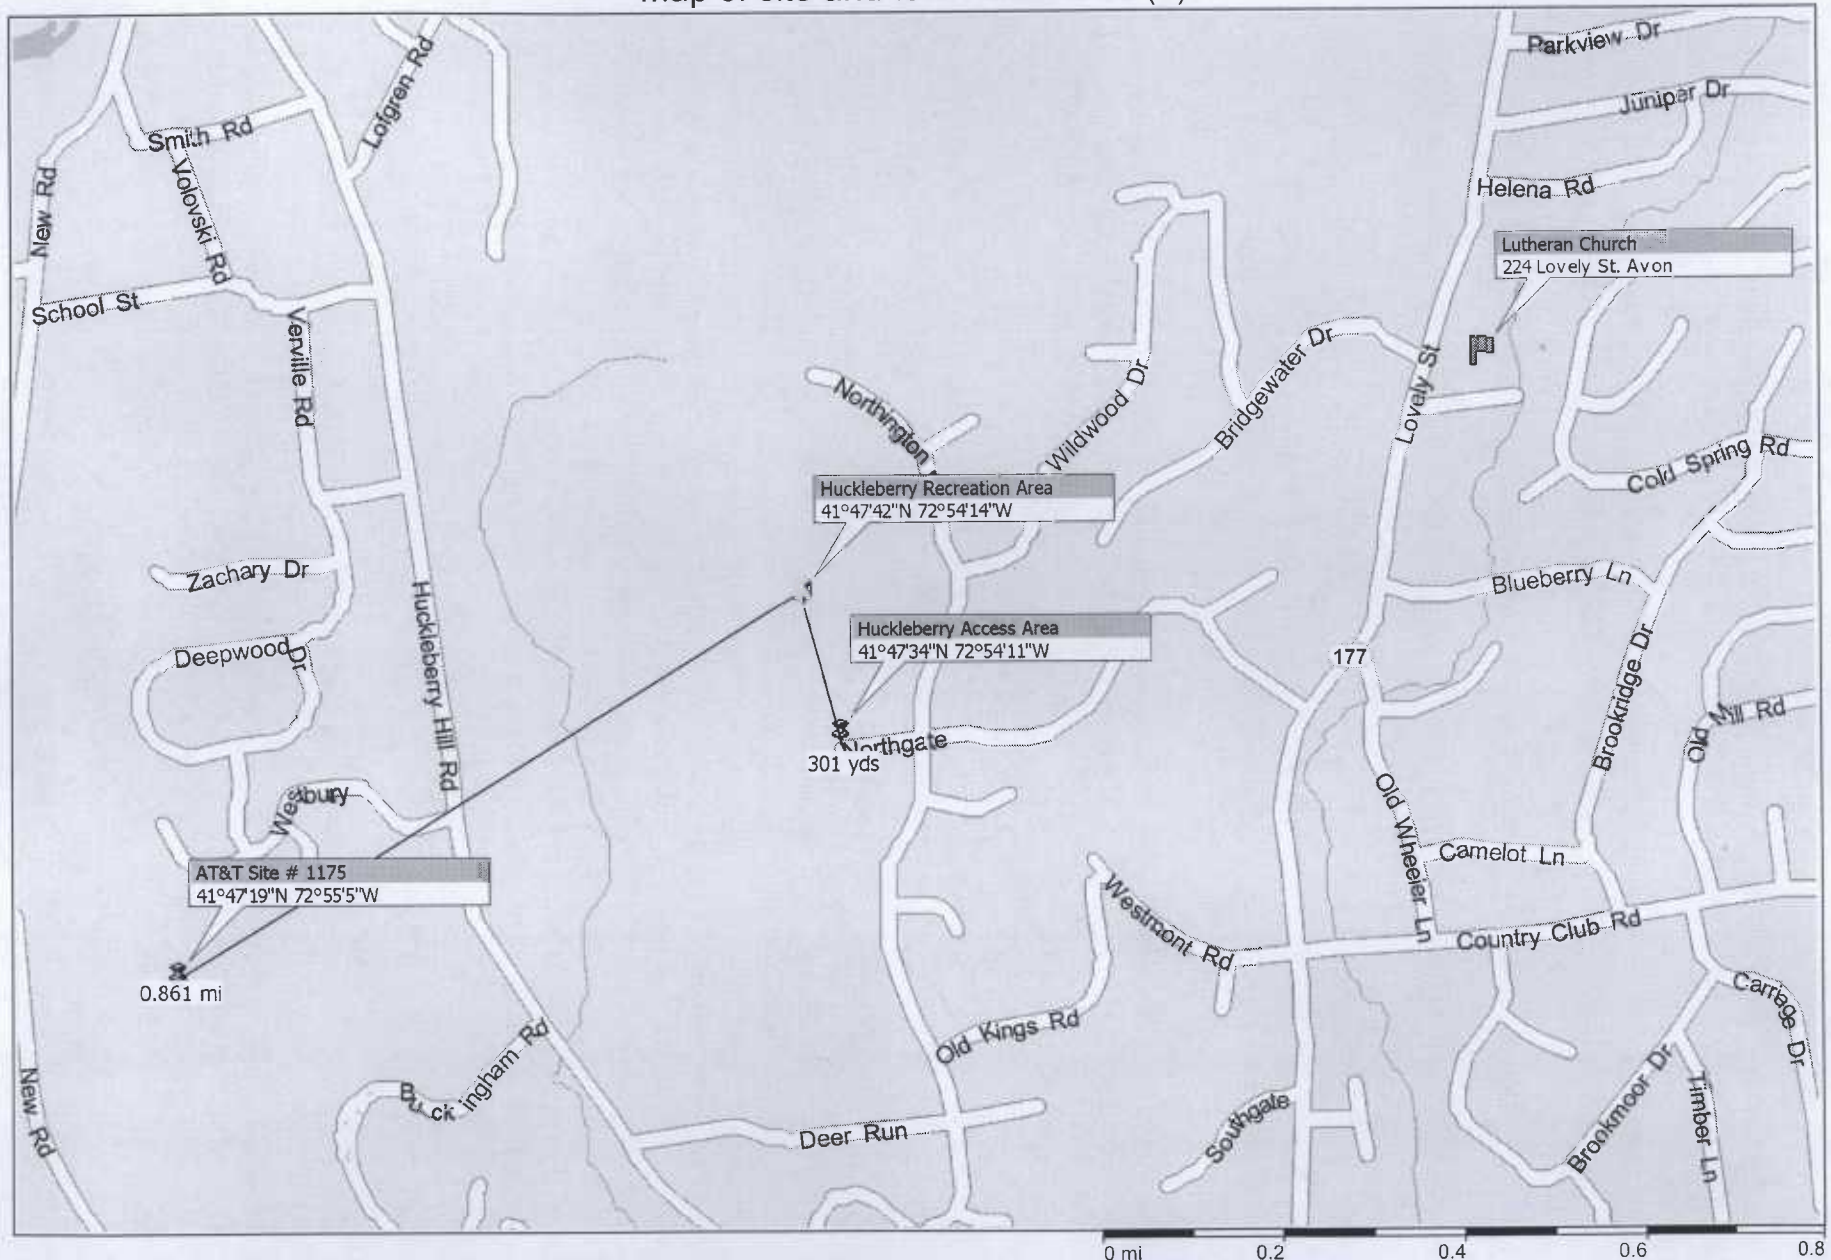 Parkview Dr
Lofgren Rd
Juniper Dr
Smith Rd
Volovski Rd
New Rd
Helena Rd
Lutheran Church
224 Lovely St. Avon
School St
Verville Rd
Northington
Wildwood Dr
Bridgewater Dr
Lovely St
Cold Spring Rd
Huckleberry Recreation Area
41°47'42"N 72°54'14"W
Zachary Dr
Blueberry Ln
Huckleberry Hill Rd
Huckleberry Access Area
41°47'34"N 72°54'11"W
Deepwood Dr
177
Brookridge Dr
Old Mill Rd
Northgate
301 yds
Westbury
Old Wheeler Ln
Camelot Ln
AT&T Site # 1175
41°47'19"N 72°55'5"W
Westmont Rd
Country Club Rd
0.861 mi
Carriage Dr
Old Kings Rd
Buckingham Rd
New Rd
Deer Run
Southgate
Brookmoor Dr
Timber Ln
0 mi 0.2 0.4 0.6 0.8